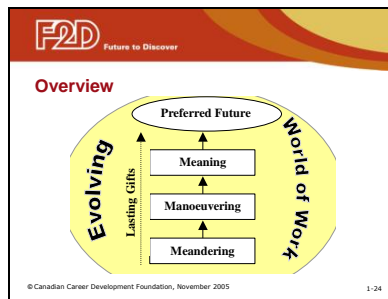 F2D Future to Discover
Overview
Preferred Future
Evolving
World of Work
Lasting Gifts
Meaning
Manoeuvering
Meandering
©Canadian Career Development Foundation, November 2005
1-24